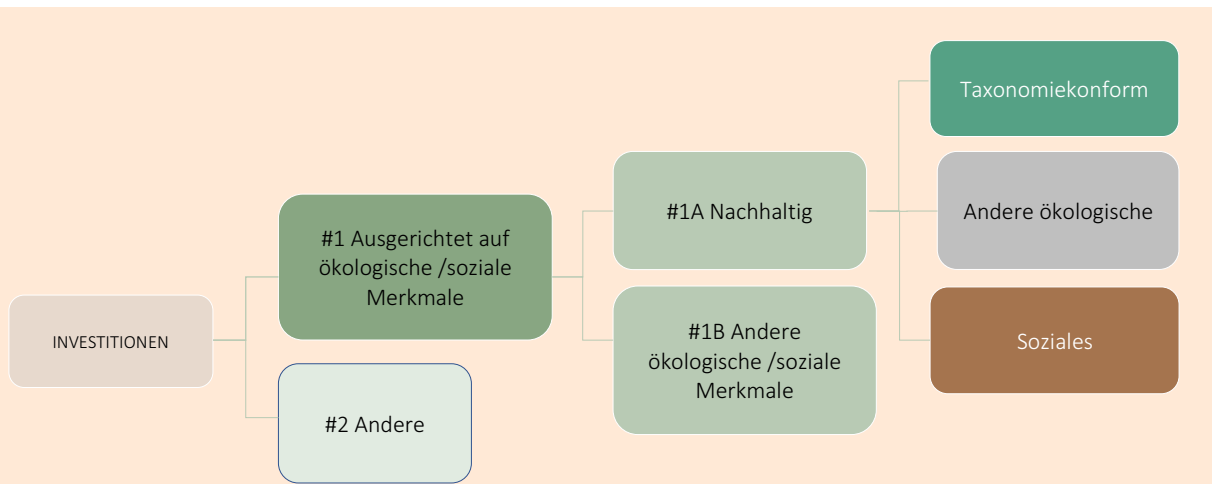 INVESTITIONEN
#1 Ausgerichtet auf
ökologische /soziale
Merkmale
#2 Andere
#1A Nachhaltig
#1B Andere
ökologische /soziale
Merkmale
Taxonomiekonform
Andere ökologische
Soziales